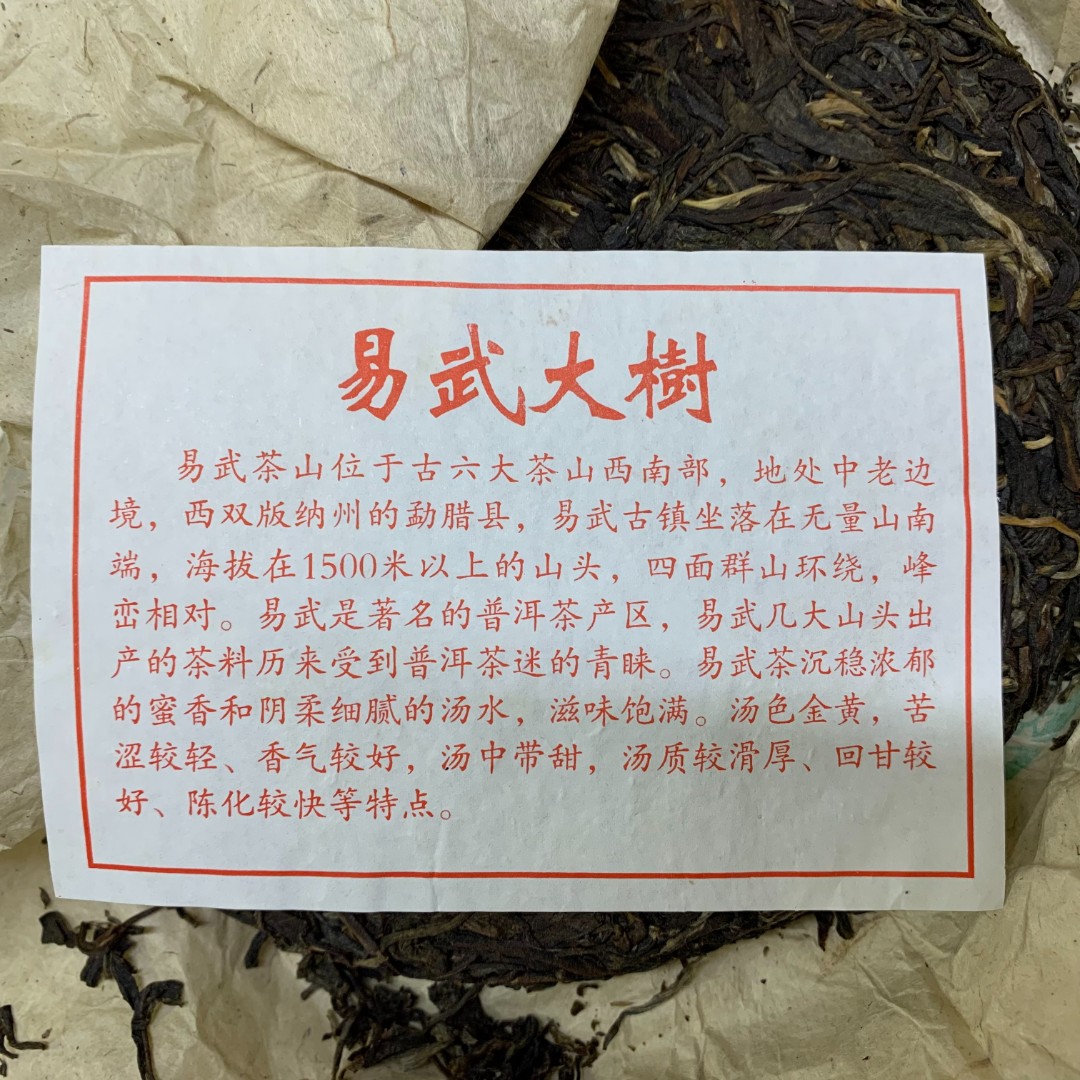 易武大樹
易武茶山位于古六大茶山西南部，地处中老边
境，西双版纳州的勐腊县，易武古镇坐落在无量山南
端，海拔在1500米以上的山头，四面群山环绕，峰
峦相对。易武是著名的普洱茶产区，易武几大山头出
产的茶料历来受到普洱茶迷的青睐。易武茶沉稳浓郁
的蜜香和阴柔细腻的汤水，滋味饱满。汤色金黄，苦
涩较轻、香气较好，汤中带甜，汤质较滑厚、回甘较
好、陈化较快等特点。